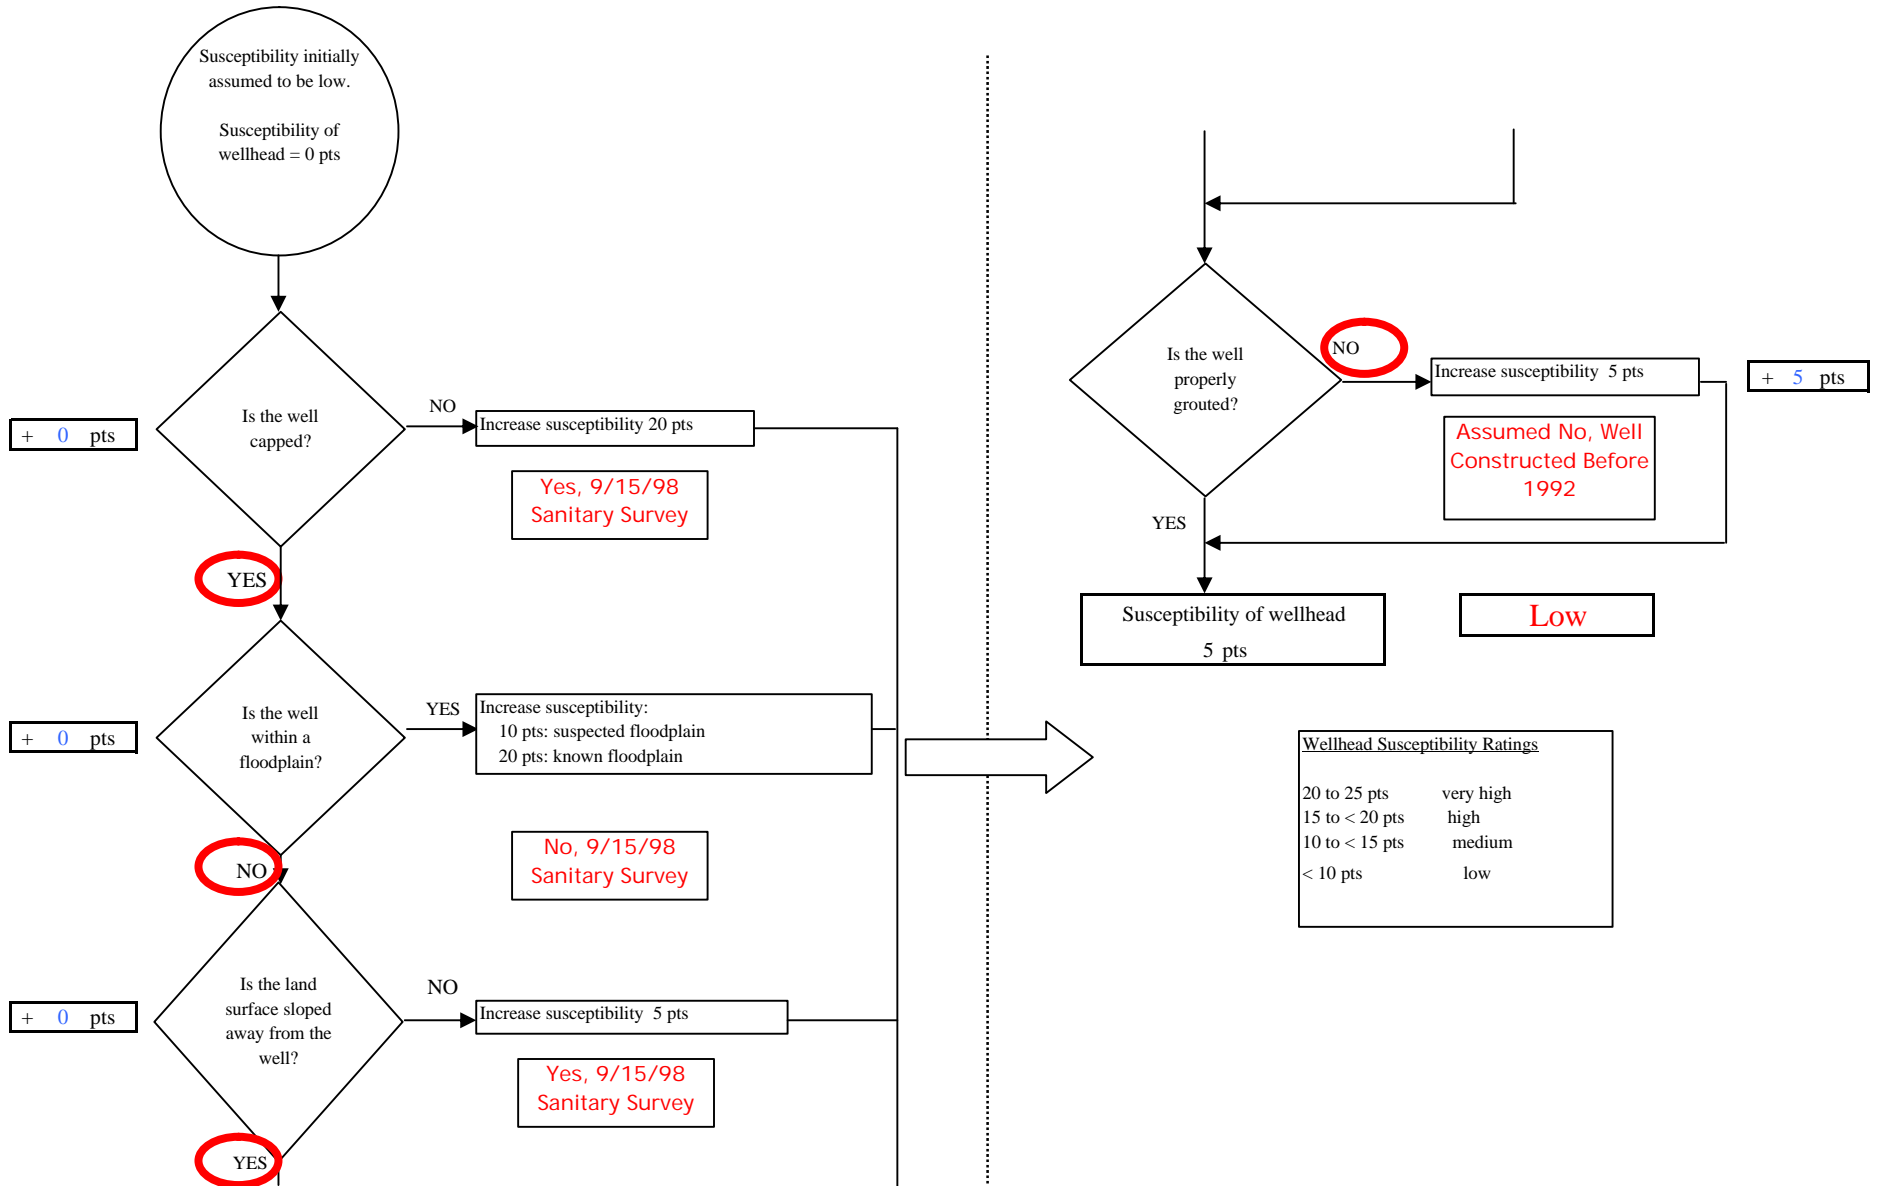 Susceptibility initially
assumed to be low.
Susceptibility of
wellhead = 0 pts
Is the well
capped?
+ 0 pts
NO
Increase susceptibility 20 pts
Yes, 9/15/98
Sanitary Survey
YES
Is the well
within a
floodplain?
+ 0 pts
YES
Increase susceptibility:
10 pts: suspected floodplain
20 pts: known floodplain
No, 9/15/98
Sanitary Survey
NO
Is the land
surface sloped
away from the
well?
+ 0 pts
NO
Increase susceptibility 5 pts
Yes, 9/15/98
Sanitary Survey
YES
Is the well
properly
grouted?
NO
Increase susceptibility 5 pts
+ 5 pts
Assumed No, Well
Constructed Before
1992
YES
Susceptibility of wellhead
5 pts
Low
Wellhead Susceptibility Ratings
20 to 25 pts very high
15 to < 20 pts high
10 to < 15 pts medium
< 10 pts low